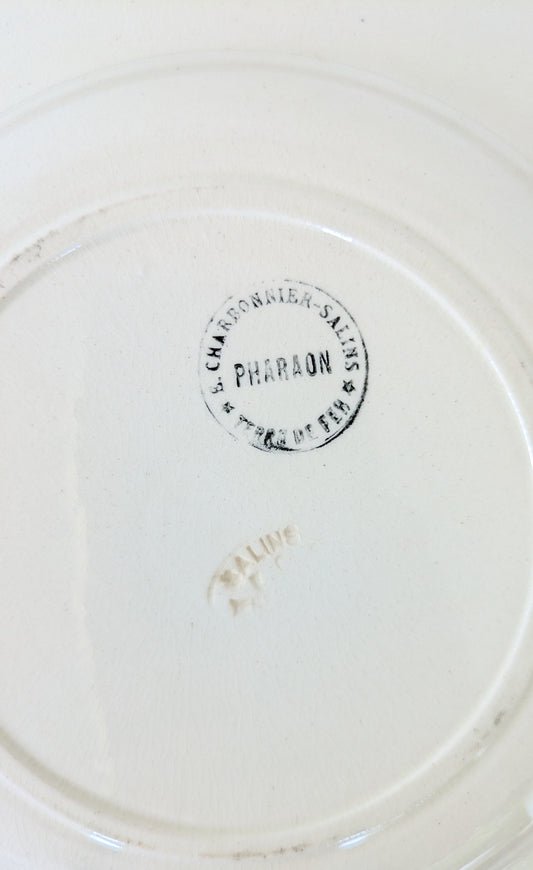 E. CHARBONNIER-SALINS
PHARAON
TERRE DE FER
SALINS